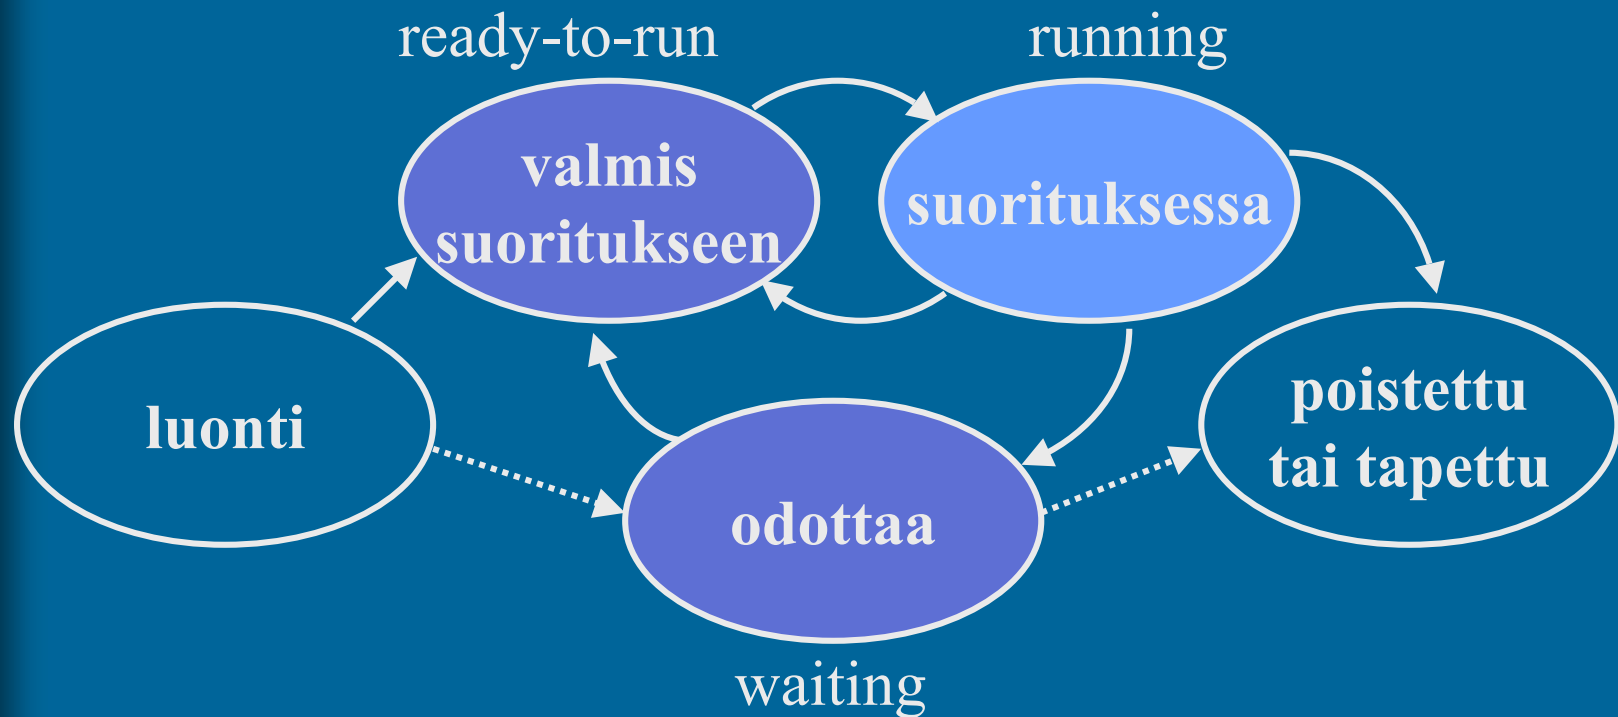 ready-to-run
running
valmis
suoritukseen
suorituksessa
luonti
poistettu
tai tapettu
odottaa
waiting